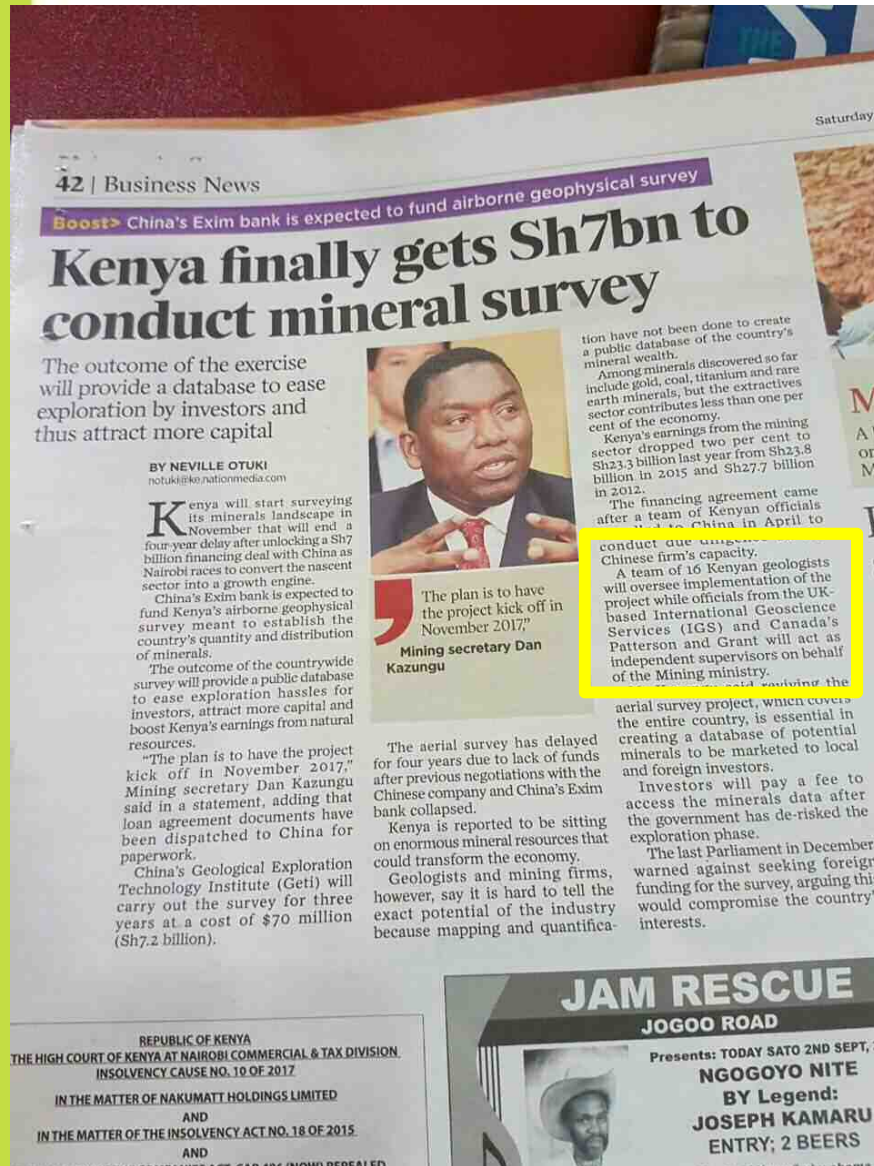 THE
Saturday
42 | Business News
Boost> China's Exim bank is expected to fund airborne geophysical survey
Kenya finally gets Sh7bn to
conduct mineral survey
The outcome of the exercise
will provide a database to ease
exploration by investors and
thus attract more capital
BY NEVILLE OTUKI
notuki@ke.nationmedia.com
Kenya will start surveying
its minerals landscape in
November that will end a
four-year delay after unlocking a Sh7
billion financing deal with China as
Nairobi races to convert the nascent
sector into a growth engine.
China's Exim bank is expected to
fund Kenya's airborne geophysical
survey meant to establish the
country's quantity and distribution
of minerals.
The outcome of the countrywide
survey will provide a public database
to ease exploration hassles for
investors, attract more capital and
boost Kenya's earnings from natural
resources.
"The plan is to have the project
kick off in November 2017,"
Mining secretary Dan Kazungu
said in a statement, adding that
loan agreement documents have
been dispatched to China for
paperwork.
China's Geological Exploration
Technology Institute (Geti) will
carry out the survey for three
years at a cost of $70 million
(Sh7.2 billion).
The plan is to have
the project kick off in
November 2017,"
Mining secretary Dan
Kazungu
The aerial survey has delayed
for four years due to lack of funds
after previous negotiations with the
Chinese company and China's Exim
bank collapsed.
Kenya is reported to be sitting
on enormous mineral resources that
could transform the economy.
Geologists and mining firms,
however, say it is hard to tell the
exact potential of the industry
because mapping and quantifica-
tion have not been done to create
a public database of the country's
mineral wealth.
Among minerals discovered so far
include gold, coal, titanium and rare
earth minerals, but the extractives
sector contributes less than one per
cent of the economy.
Kenya's earnings from the mining
sector dropped two per cent to
Sh23.3 billion last year from Sh23.8
billion in 2015 and Sh27.7 billion
in 2012.
The financing agreement came
after a team of Kenyan officials
to China in April to
conduct due
Chinese firm's capacity.
A team of 16 Kenyan geologists
will oversee implementation of the
project while officials from the UK-
based International Geoscience
Services (IGS) and Canada's
Patterson and Grant will act as
independent supervisors on behalf
of the Mining ministry.
said reviving the
aerial survey project, which covers
the entire country, is essential in
creating a database of potential
minerals to be marketed to local
and foreign investors.
Investors will pay a fee to
access the minerals data after
the government has de-risked the
exploration phase.
The last Parliament in December
warned against seeking foreign
funding for the survey, arguing thi
would compromise the country'
interests.
M
A
or
M
REPUBLIC OF KENYA
THE HIGH COURT OF KENYA AT NAIROBI COMMERCIAL & TAX DIVISION
INSOLVENCY CAUSE NO. 10 OF 2017
IN THE MATTER OF NAKUMATT HOLDINGS LIMITED
AND
IN THE MATTER OF THE INSOLVENCY ACT NO. 18 OF 2015
AND
JAM RESCUE
JOGOO ROAD
Presents: TODAY SATO 2ND SEPT,
NGOGOYO NITE
BY Legend:
JOSEPH KAMARU
ENTRY; 2 BEERS